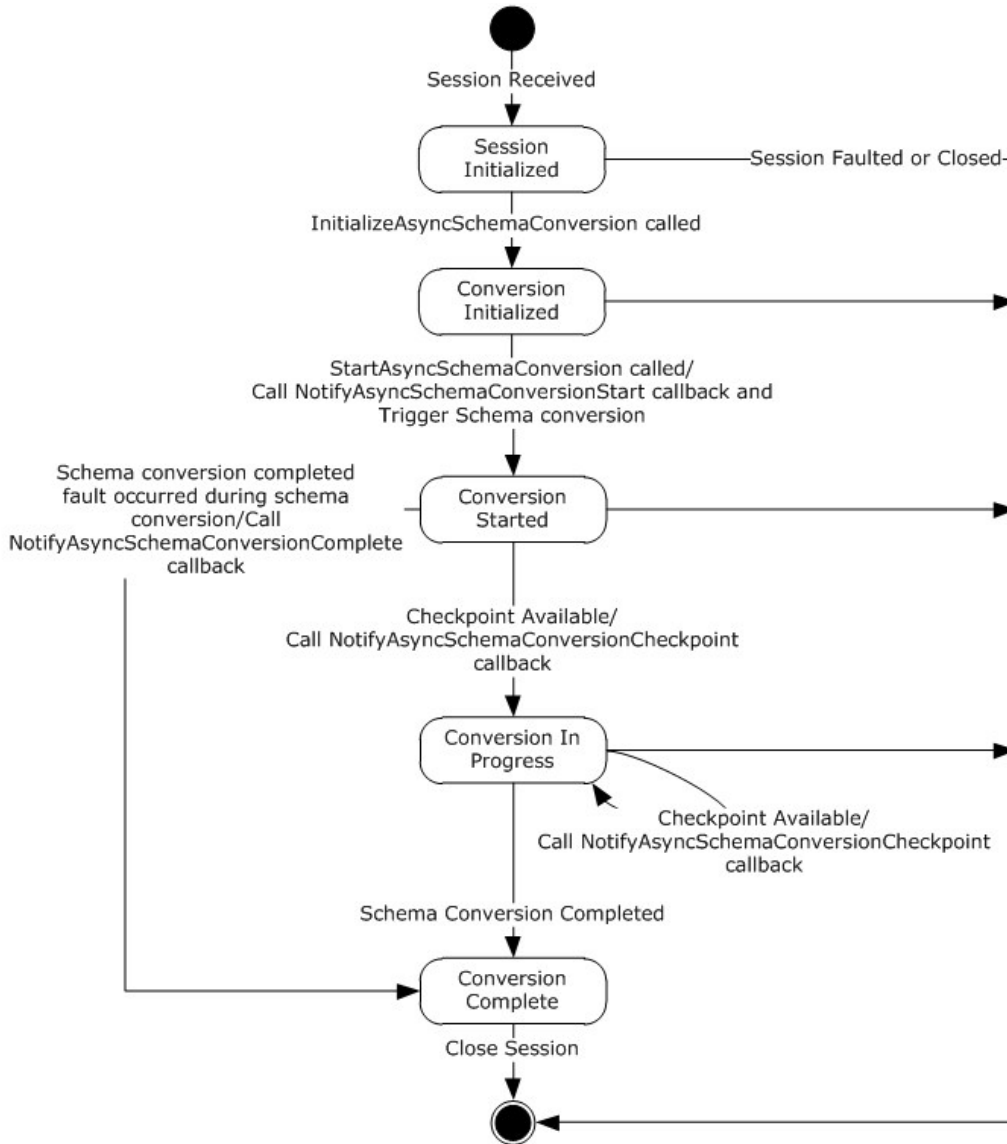 Session Received
Session
Initialized
Session Faulted or Closed
InitializeAsyncSchemaConversion called
Conversion
Initialized
StartAsyncSchemaConversion called/
Call NotifyAsyncSchemaConversionStart callback and
Trigger Schema conversion
Schema conversion completed
fault occurred during schema
conversion/Call
NotifyAsyncSchemaConversionComplete
callback
Conversion
Started
Checkpoint Available/
Call NotifyAsyncSchemaConversionCheckpoint
callback
Conversion In
Progress
Checkpoint Available/
Call NotifyAsyncSchemaConversionCheckpoint
callback
Schema Conversion Completed
Conversion
Complete
Close Session